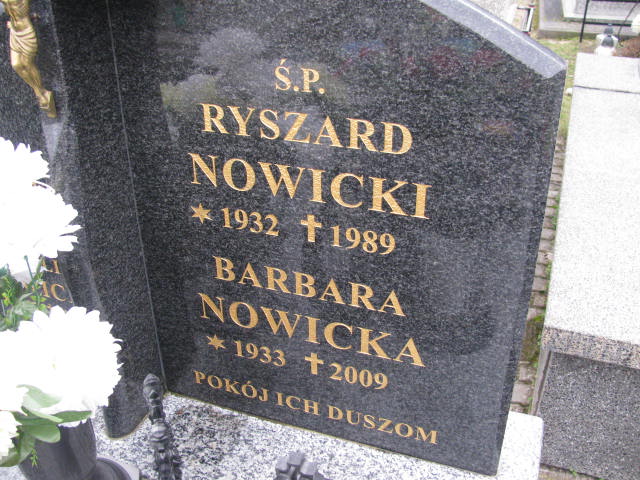 Ś.P.
RYSZARD
NOWICKI
* 1932 ✝ 1989
BARBARA
NOWICKA
* 1933 ✝ 2009
POKÓJ ICH DUSZOM